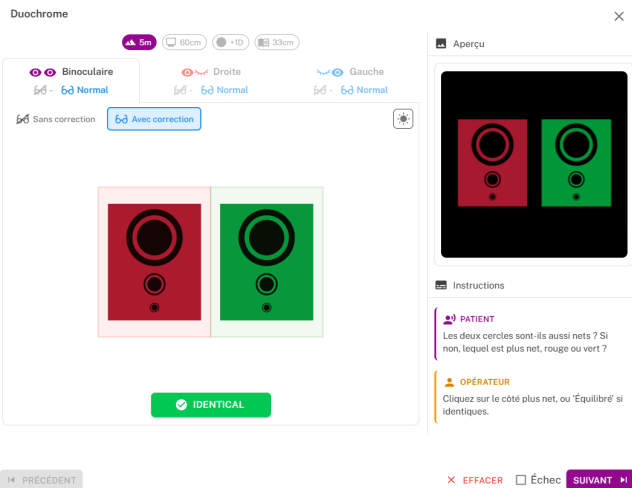 Duochrome
5m
60cm
+1D
33cm
Aperçu
Binoculaire
Droite
Gauche
- Normal
- Normal
- Normal
Sans correction
Avec correction
Instructions
PATIENT
Les deux cercles sont-ils aussi nets ? Si
non, lequel est plus net, rouge ou vert ?
OPÉRATEUR
Cliquez sur le côté plus net, ou 'Équilibré' si
identiques.
IDENTICAL
PRÉCÉDENT
EFFACER
Échec
SUIVANT